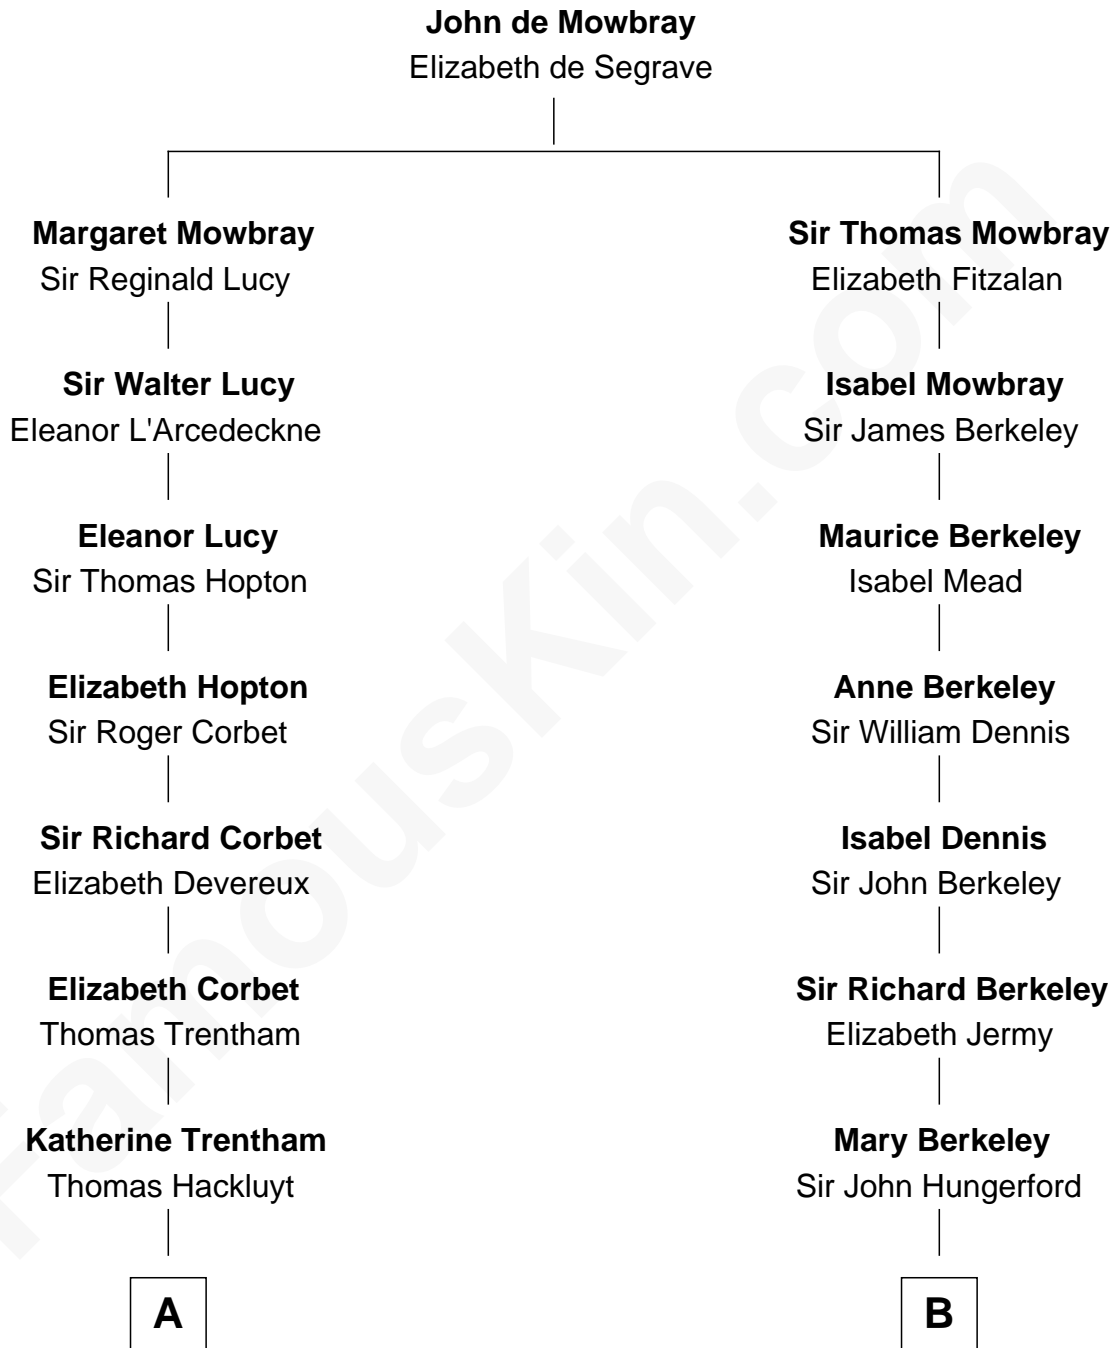 John de Mowbray
Elizabeth de Segrave
Margaret Mowbray
Sir Reginald Lucy
Sir Thomas Mowbray
Elizabeth Fitzalan
Sir Walter Lucy
Eleanor L'Arcedeckne
Isabel Mowbray
Sir James Berkeley
Eleanor Lucy
Sir Thomas Hopton
Maurice Berkeley
Isabel Mead
Elizabeth Hopton
Sir Roger Corbet
Anne Berkeley
Sir William Dennis
Sir Richard Corbet
Elizabeth Devereux
Isabel Dennis
Sir John Berkeley
Elizabeth Corbet
Thomas Trentham
Sir Richard Berkeley
Elizabeth Jermy
Katherine Trentham
Thomas Hackluyt
Mary Berkeley
Sir John Hungerford
A
B
FamousKin.com